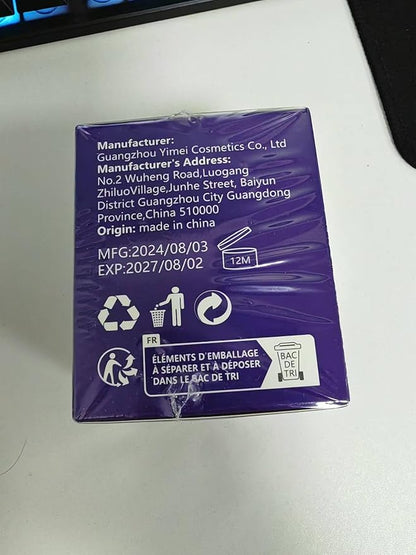 Manufacturer:
Guangzhou Yimei Cosmetics Co., Ltd
Manufacturer's Address:
No.2 Wuheng Road,Luogang
ZhiluoVillage,Junhe Street, Baiyun
District Guangzhou City Guangdong
Province,China 510000
Origin: made in china
MFG:2024/08/03
EXP:2027/08/02
12M
FR
ÉLÉMENTS D'EMBALLAGE
À SÉPARER ET À DÉPOSER
DANS LE BAC DE TRI
BAC
DE
TRI